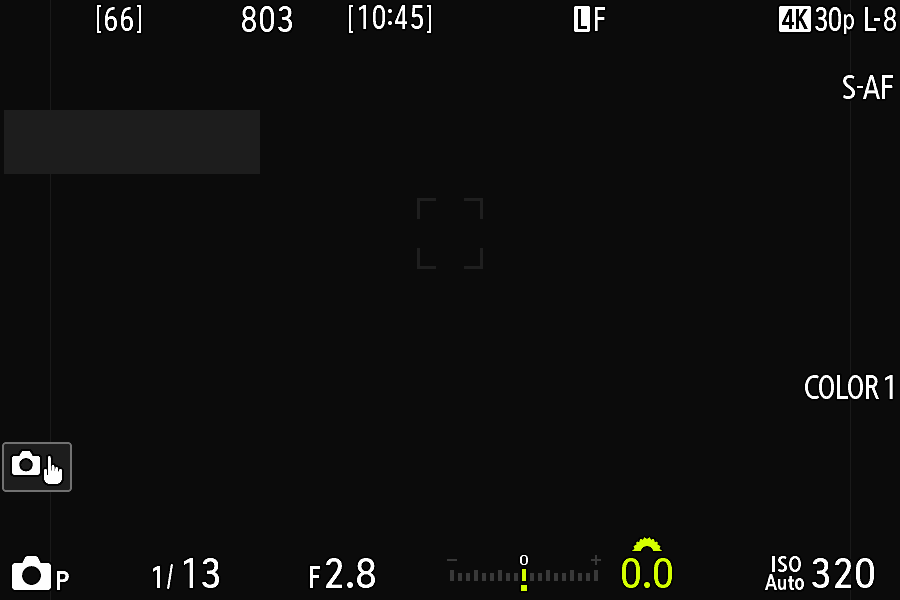 [66] 803 [10:45] LF 4K 30p L-8
S-AF
COLOR 1
− 0 +
P 1/13 F2.8 0.0 ISO Auto 320